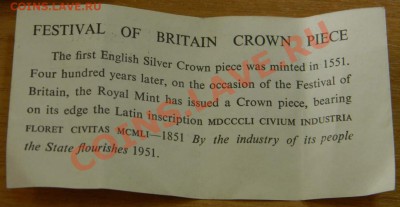 COINS.SU.RU
FESTIVAL OF BRITAIN CROWN PIECE
The first English Silver Crown piece was minted in 1551.
Four hundred years later, on the occasion of the Festival of
Britain, the Royal Mint has issued a Crown piece, bearing
on its edge the Latin inscription MDCCCLI CIVIUM INDUSTRIA
FLORET CIVITAS MCMLI—1851 By the industry of its people
the State flourishes 1951.